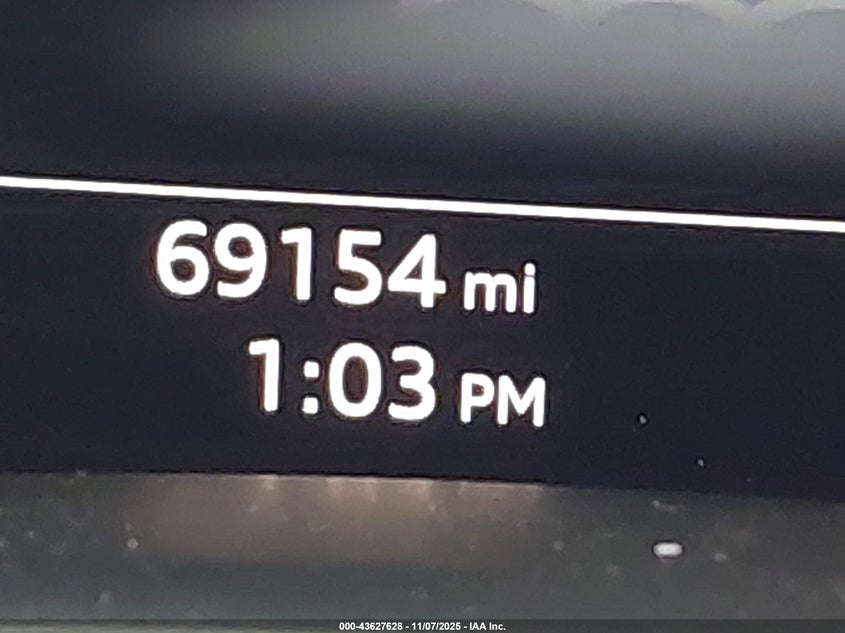 69154 mi
1:03 PM
000-43627628 - 11/07/2025 - IAA Inc.